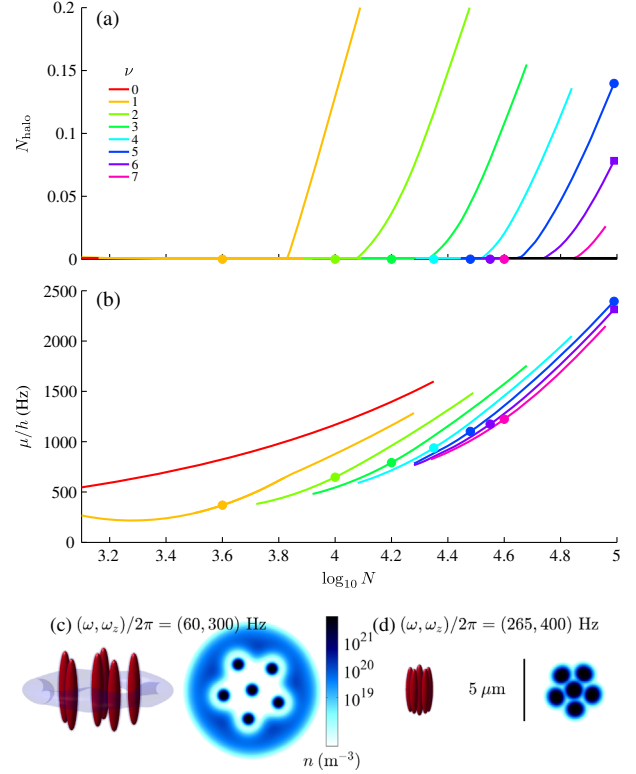 (a)
0.2
0.15
0.1
0.05
0
N_halo
ν
0
1
2
3
4
5
6
7
(b)
2500
2000
1500
1000
500
0
μ/h (Hz)
3.2 3.4 3.6 3.8 4 4.2 4.4 4.6 4.8 5
log₁₀ N
(c) (ω, ω_z)/2π = (60, 300) Hz
(d) (ω, ω_z)/2π = (265, 400) Hz
10²¹
10²⁰
10¹⁹
n (m⁻³)
5 μm